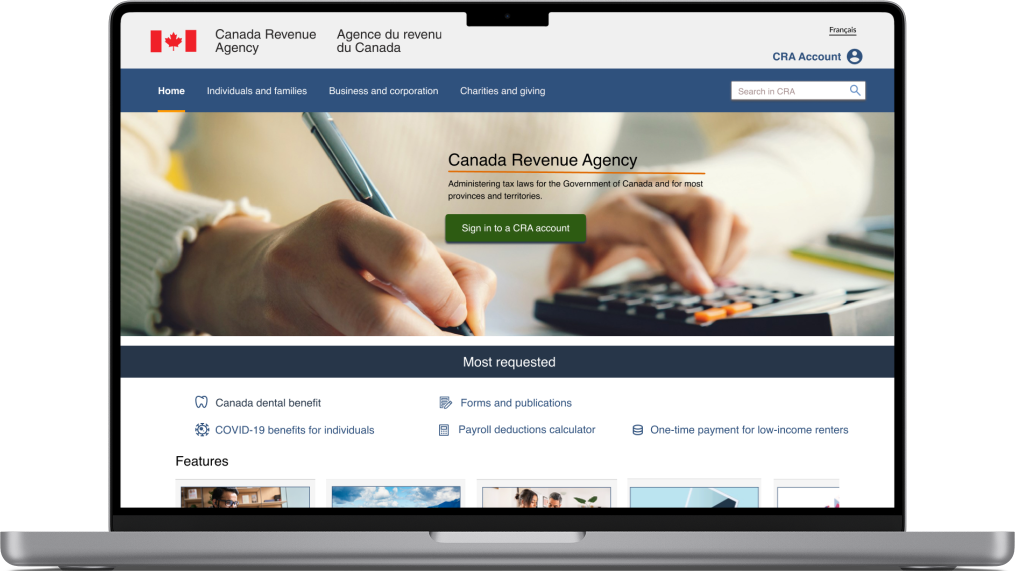 Canada Revenue
Agency
Agence du revenu
du Canada
Français
CRA Account
Home
Individuals and families
Business and corporation
Charities and giving
Search in CRA
Canada Revenue Agency
Administering tax laws for the Government of Canada and for most
provinces and territories.
Sign in to a CRA account
Most requested
Canada dental benefit
Forms and publications
COVID-19 benefits for individuals
Payroll deductions calculator
One-time payment for low-income renters
Features